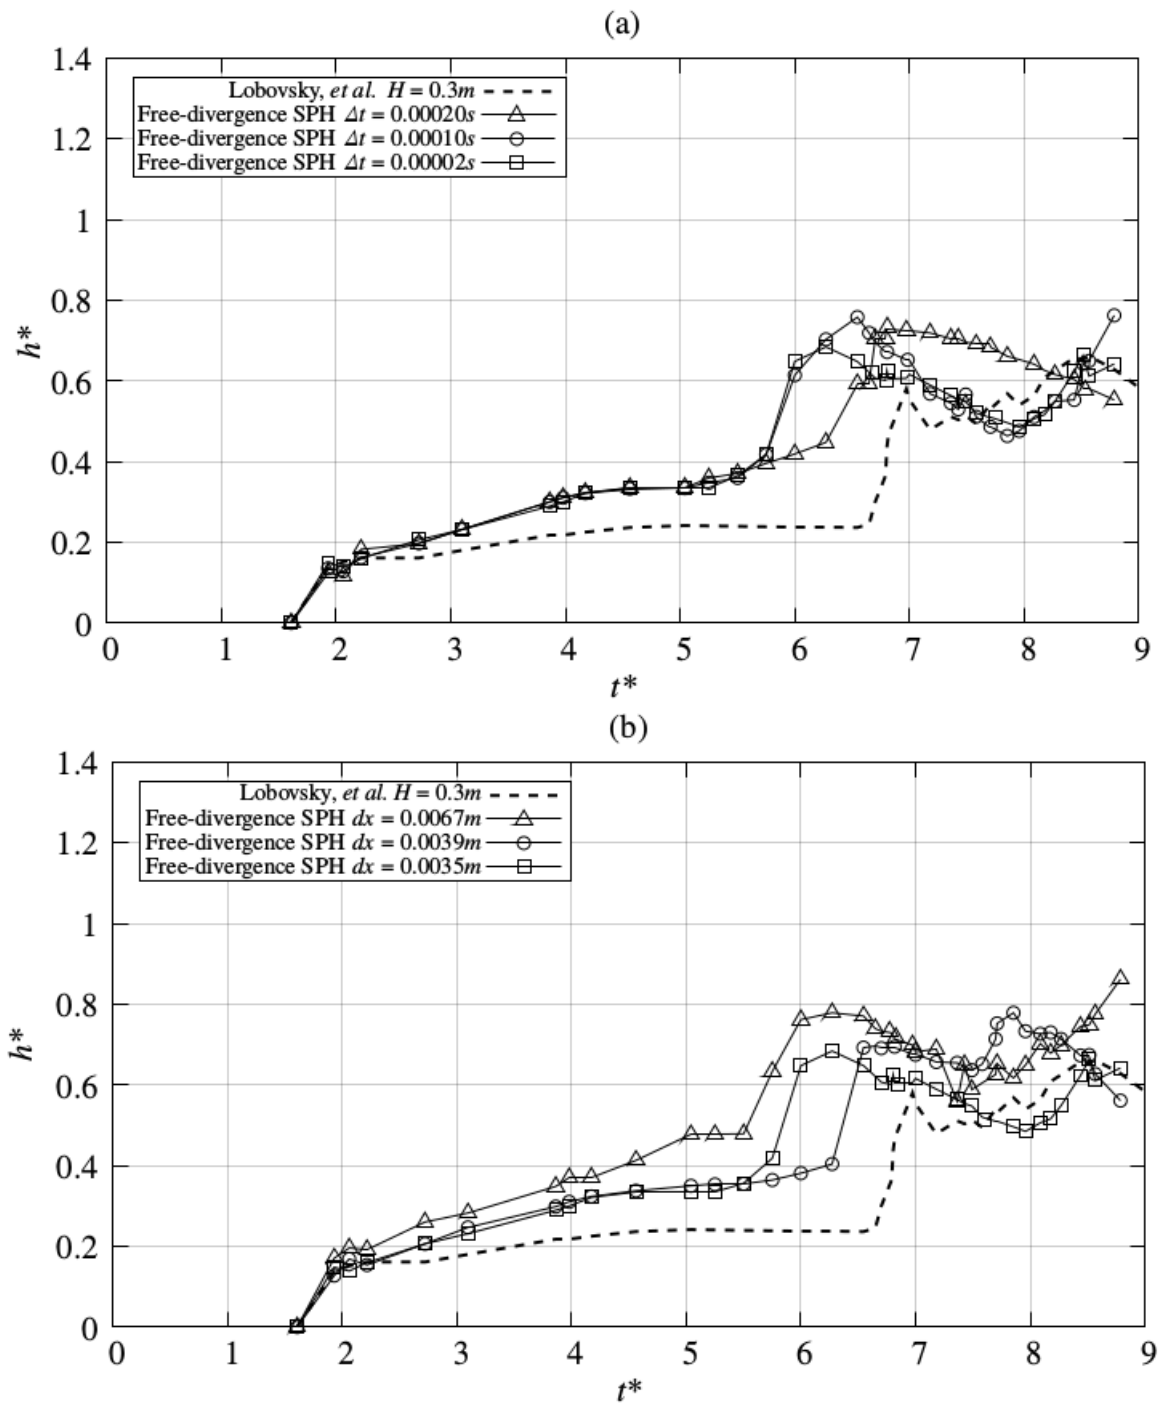 (a)
1.4
1.2
1
0.8
0.6
0.4
0.2
0
h*
Lobovsky, et al. H = 0.3m
Free-divergence SPH Δt = 0.00020s
Free-divergence SPH Δt = 0.00010s
Free-divergence SPH Δt = 0.00002s
0 1 2 3 4 5 6 7 8 9
t*
(b)
1.4
1.2
1
0.8
0.6
0.4
0.2
0
h*
Lobovsky, et al. H = 0.3m
Free-divergence SPH dx = 0.0067m
Free-divergence SPH dx = 0.0039m
Free-divergence SPH dx = 0.0035m
0 1 2 3 4 5 6 7 8 9
t*